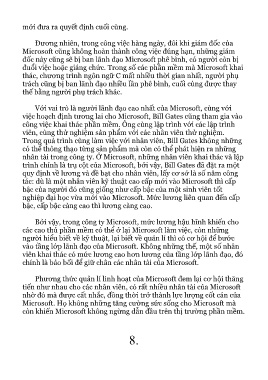 mới đưa ra quyết định cuối cùng.
Đương nhiên, trong công việc hàng ngày, đôi khi giám đốc của
Microsoft cũng không hoàn thành công việc đúng hạn, những giám
đốc này cũng sẽ bị ban lãnh đạo Microsoft phê bình, có người còn bị
đuổi việc hoặc giáng chức. Trong số các phần mềm mà Microsoft khai
thác, chương trình ngôn ngữ C mất nhiều thời gian nhất, người phụ
trách cũng bị ban lãnh đạo nhiều lần phê bình, cuối cùng được thay
thế bằng người phụ trách khác.
Với vai trò là người lãnh đạo cao nhất của Microsoft, cùng với
việc hoạch định tương lai cho Microsoft, Bill Gates cũng tham gia vào
công việc khai thác phần mềm. Ông cùng lập trình với các lập trình
viên, cùng thử nghiệm sản phẩm với các nhân viên thử nghiệm.
Trong quá trình cùng làm việc với nhân viên, Bill Gates không những
có thể thông đạo từng sản phẩm mà còn có thể phát hiện ra những
nhân tài trong công ty. Ở Microsoft, những nhân viên khai thác và lập
trình chính là trụ cột của Microsoft, bởi vậy, Bill Gates đã đặt ra một
quy định về lương và đề bạt cho nhân viên, lấy cơ sở là số năm công
tác: đó là một nhân viên kỹ thuật cao cấp mới vào Microsoft thì cấp
bậc của người đó cũng giống như cấp bậc của một sinh viên tốt
nghiệp đại học vừa mới vào Microsoft. Mức lương liên quan đến cấp
bậc, cấp bậc càng cao thì lương càng cao.
Bởi vậy, trong công ty Microsoft, mức lương hậu hĩnh khiến cho
các cao thủ phần mềm có thể ở lại Microsoft làm việc, còn những
người hiểu biết về kỹ thuật, lại biết về quản lí thì có cơ hội để bước
vào tầng lớp lãnh đạo của Microsoft. Không những thế, một số nhân
viên khai thác có mức lương cao hơn lương của tầng lớp lãnh đạo, đó
chính là bảo bối để giữ chân các nhân tài của Microsoft.
Phương thức quản lí linh hoạt của Microsoft đem lại cơ hội thăng
tiến như nhau cho các nhân viên, có rất nhiều nhân tài của Microsoft
nhờ đó mà được cất nhắc, đồng thời trở thành lực lượng cốt cán của
Microsoft. Họ không những tăng cường sức sống cho Microsoft mà
còn khiến Microsoft không ngừng dẫn đầu trên thị trường phần mềm.
8.